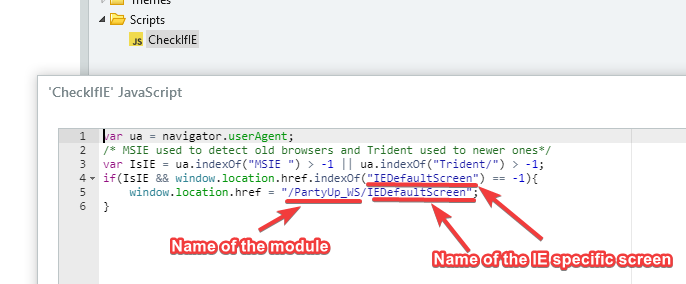 Themes
Scripts
JS CheckIfIE
'CheckIfIE' JavaScript
1 var ua = navigator.userAgent;
2 /* MSIE used to detect old browsers and Trident used to newer ones*/
3 var IsIE = ua.indexOf("MSIE ") > -1 || ua.indexOf("Trident/") > -1;
4 if(IsIE && window.location.href.indexOf("IEDefaultScreen") == -1){
5 window.location.href = "/PartyUp_WS/IEDefaultScreen";
6 }
Name of the module
Name of the IE specific screen